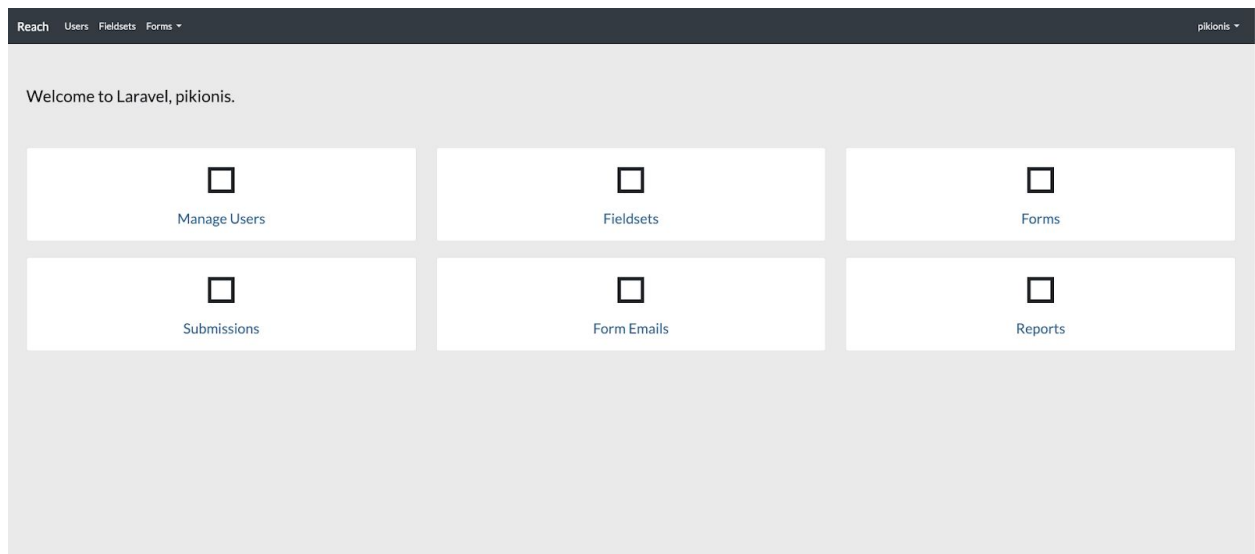 Reach Users Fieldsets Forms pikionis
Welcome to Laravel, pikionis.
Manage Users Fieldsets Forms
Submissions Form Emails Reports